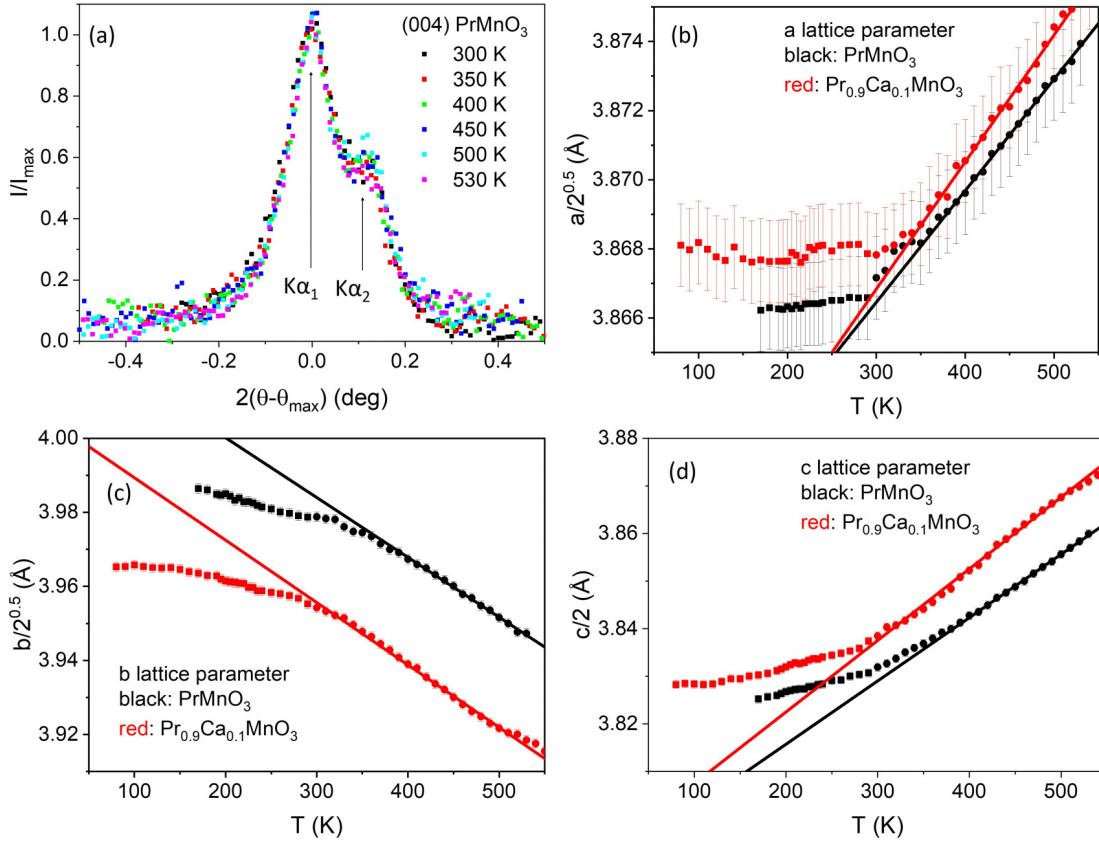 (a)
(004) PrMnO₃
300 K
350 K
400 K
450 K
500 K
530 K
Kα₁
Kα₂
I/Iₘₐₓ
1.0
0.8
0.6
0.4
0.2
0.0
-0.4
-0.2
0.0
0.2
0.4
2(θ-θₘₐₓ) (deg)
(b)
a lattice parameter
black: PrMnO₃
red: Pr₀.₉Ca₀.₁MnO₃
a/2⁰·⁵ (Å)
3.874
3.872
3.870
3.868
3.866
100
200
300
400
500
T (K)
(c)
b lattice parameter
black: PrMnO₃
red: Pr₀.₉Ca₀.₁MnO₃
b/2⁰·⁵ (Å)
4.00
3.98
3.96
3.94
3.92
100
200
300
400
500
T (K)
(d)
c lattice parameter
black: PrMnO₃
red: Pr₀.₉Ca₀.₁MnO₃
c/2 (Å)
3.88
3.86
3.84
3.82
100
200
300
400
500
T (K)